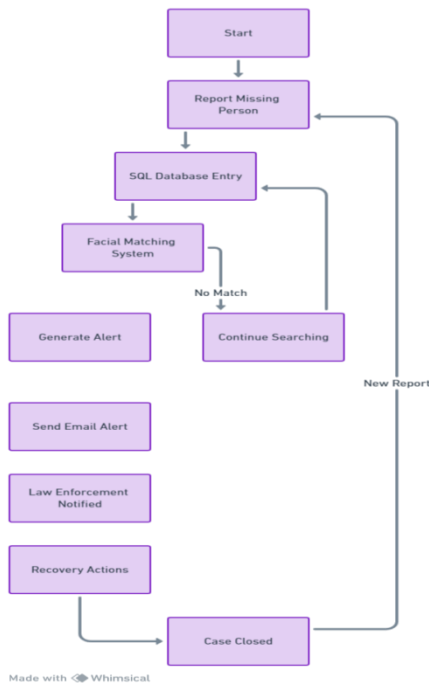 Start
Report Missing
Person
SQL Database Entry
Facial Matching
System
No Match
Generate Alert
Continue Searching
New Report
Send Email Alert
Law Enforcement
Notified
Recovery Actions
Case Closed
Made with Whimsical